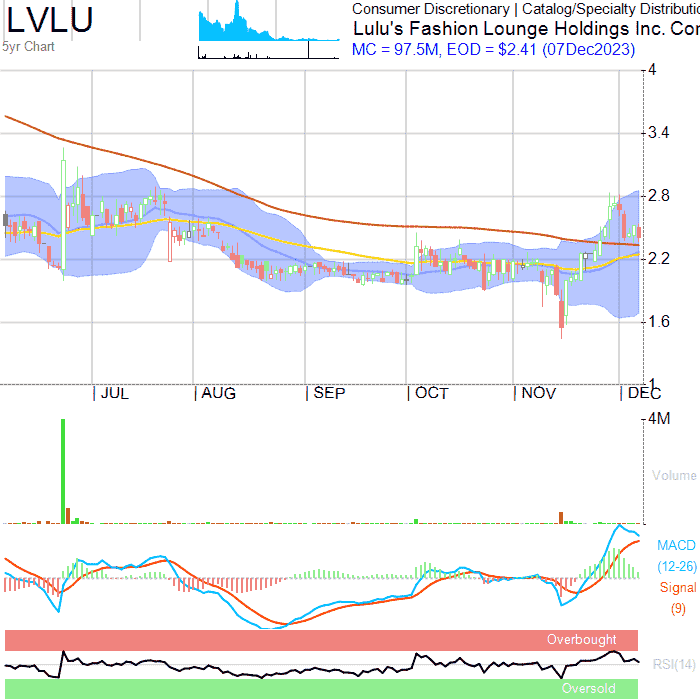 LVLU
5yr Chart
Consumer Discretionary | Catalog/Specialty Distributio
Lulu's Fashion Lounge Holdings Inc. Cor
MC = 97.5M, EOD = $2.41 (07Dec2023)
4
3.4
2.8
2.2
1.6
1
JUL AUG SEP OCT NOV DEC
4M
Volume
MACD
(12-26)
Signal
(9)
Overbought
RSI(14)
Oversold